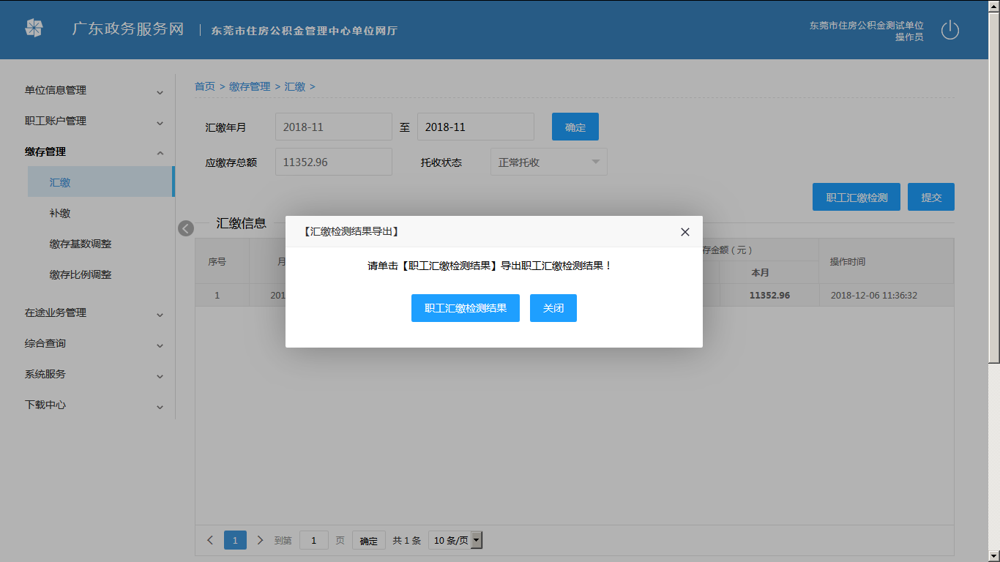 广东政务服务网 | 东莞市住房公积金管理中心单位网厅
东莞市住房公积金测试单位
操作员
单位信息管理
职工账户管理
缴存管理
汇缴
补缴
缴存基数调整
缴存比例调整
在途业务管理
综合查询
系统服务
下载中心
首页 > 缴存管理 > 汇缴 >
汇缴年月 2018-11 至 2018-11 确定
应缴存总额 11352.96 托收状态 正常托收
职工汇缴检测 提交
汇缴信息
【汇缴检测结果导出】
请单击【职工汇缴检测结果】导出职工汇缴检测结果！
职工汇缴检测结果 关闭
序号 月 存金额（元） 操作时间
本月
1 201 11352.96 2018-12-06 11:36:32
1 到第 1 页 确定 共 1 条 10 条/页